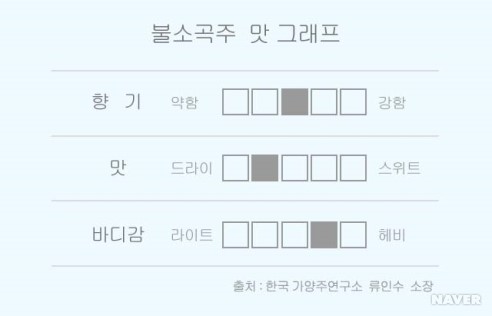 불소곡주 맛 그래프
향 기 약함 강함
맛 드라이 스위트
바디감 라이트 헤비
출처 : 한국 가양주연구소 류인수 소장
NAVER